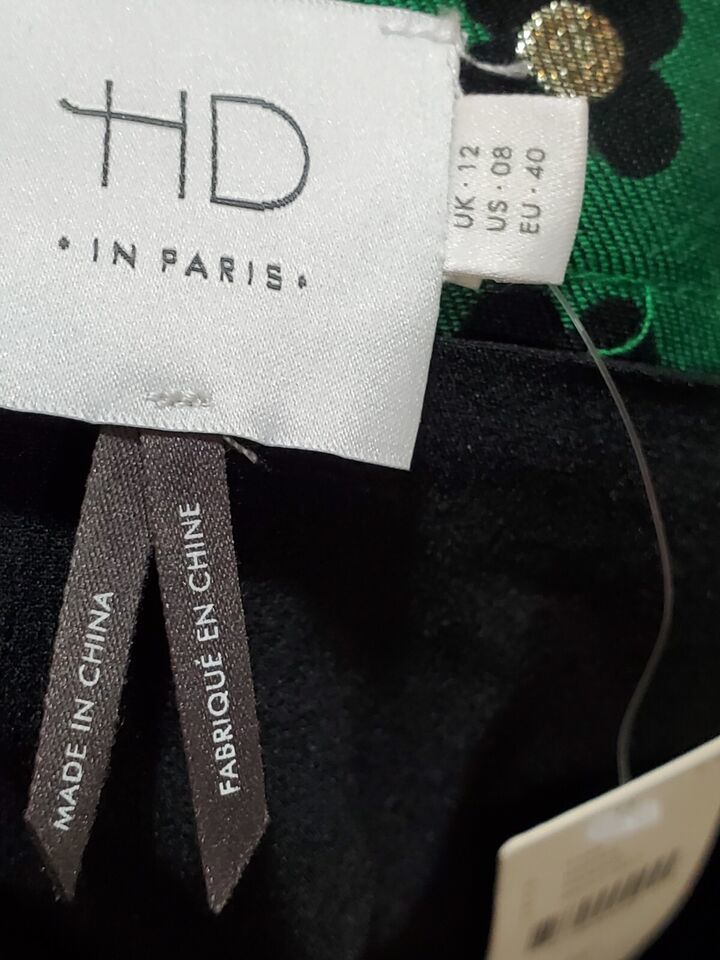 HD
• IN PARIS •
UK · 12
US · 08
EU · 40
MADE IN CHINA
FABRIQUÉ EN CHINE